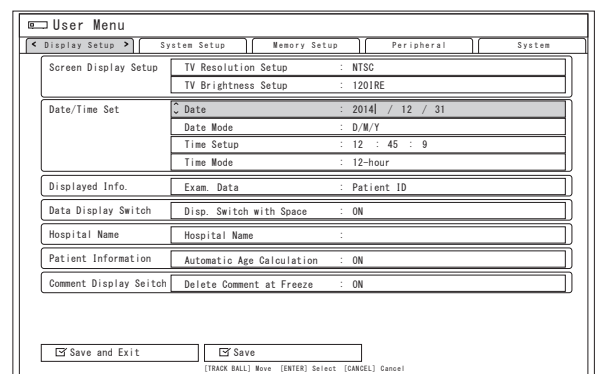 User Menu
< Display Setup > System Setup Memory Setup Peripheral System
Screen Display Setup TV Resolution Setup : NTSC
TV Brightness Setup : 120IRE
Date/Time Set Date : 2014 / 12 / 31
Date Mode : D/M/Y
Time Setup : 12 : 45 : 9
Time Mode : 12-hour
Displayed Info. Exam. Data : Patient ID
Data Display Switch Disp. Switch with Space : ON
Hospital Name Hospital Name :
Patient Information Automatic Age Calculation : ON
Comment Display Seitch Delete Comment at Freeze : ON
Save and Exit Save
[TRACK BALL] Move [ENTER] Select [CANCEL] Cancel